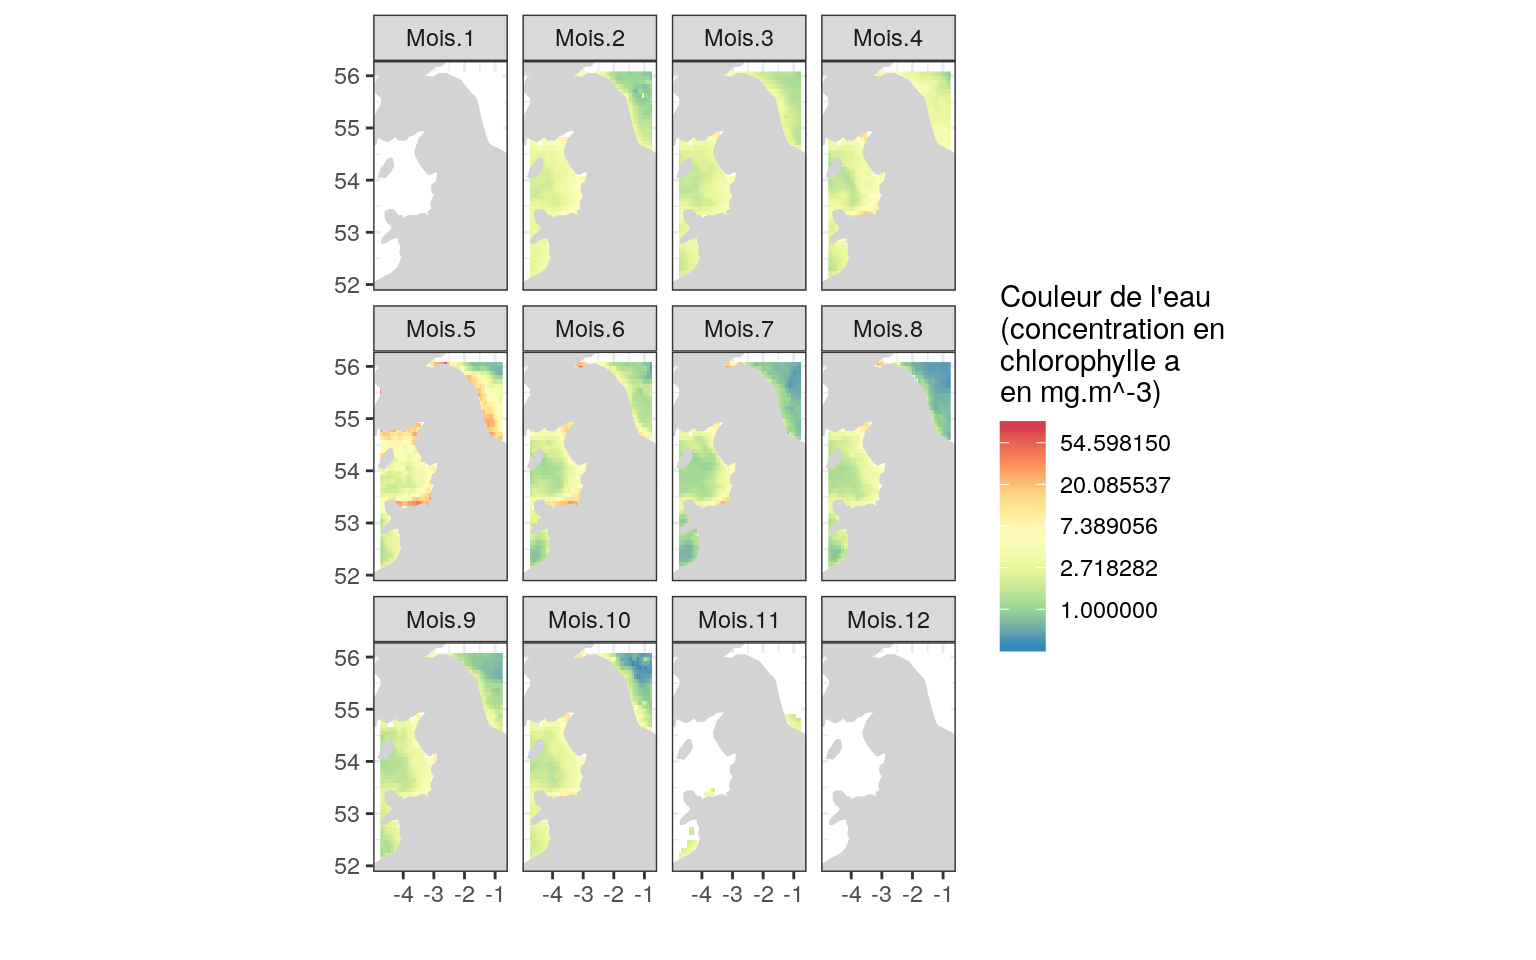 Mois.1 Mois.2 Mois.3 Mois.4
56
55
54
53
52
Mois.5 Mois.6 Mois.7 Mois.8
56
55
54
53
52
Mois.9 Mois.10 Mois.11 Mois.12
56
55
54
53
52
-4 -3 -2 -1 -4 -3 -2 -1 -4 -3 -2 -1 -4 -3 -2 -1
Couleur de l'eau
(concentration en
chlorophylle a
en mg.m^-3)
54.598150
20.085537
7.389056
2.718282
1.000000